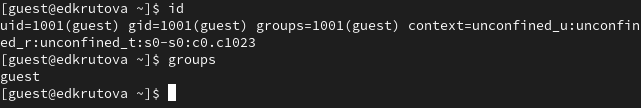 [guest@edkrutova ~]$ id
uid=1001(guest) gid=1001(guest) groups=1001(guest) context=unconfined_u:unconfin
ed_r:unconfined_t:s0-s0:c0.c1023
[guest@edkrutova ~]$ groups
guest
[guest@edkrutova ~]$